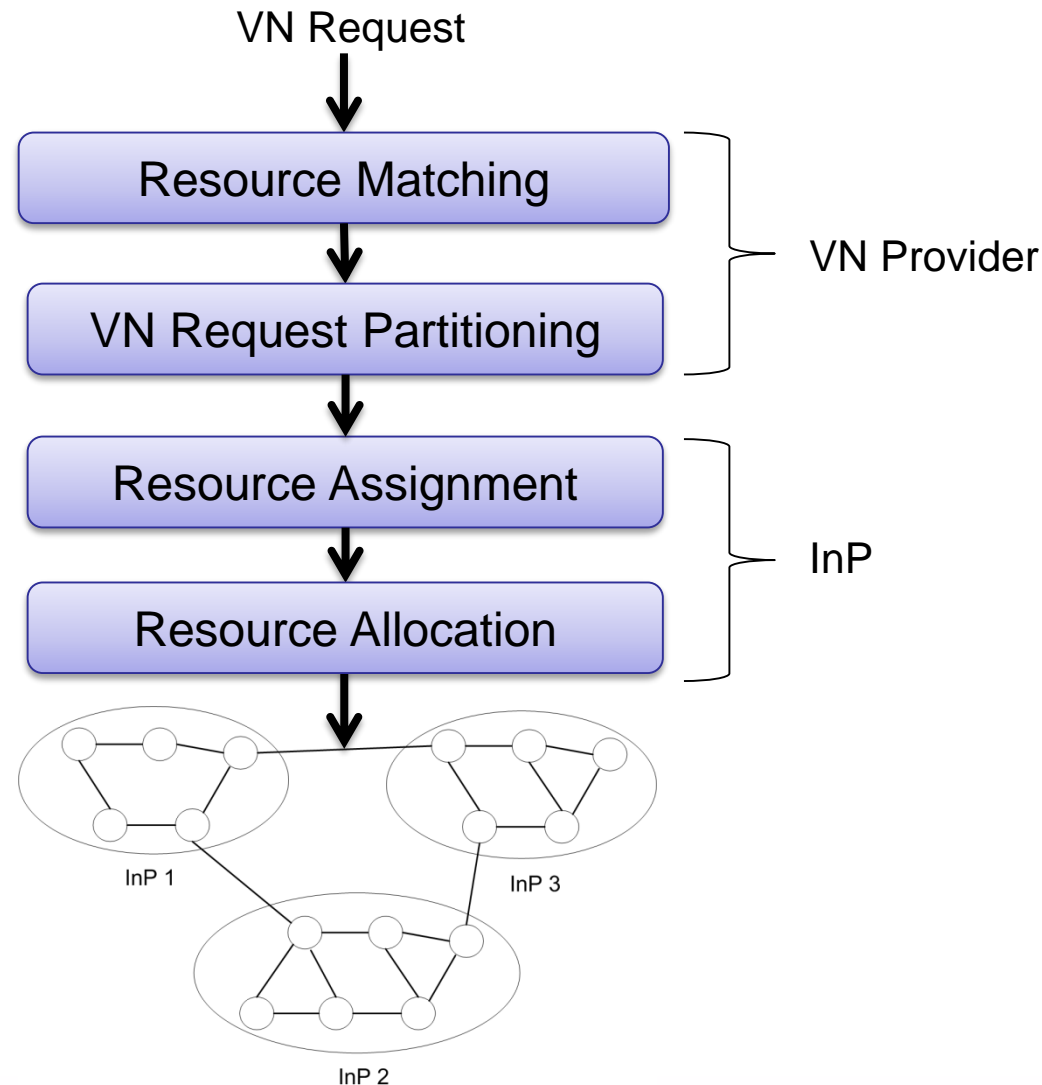 VN Request
Resource Matching
VN Provider
VN Request Partitioning
Resource Assignment
InP
Resource Allocation
InP 1
InP 3
InP 2